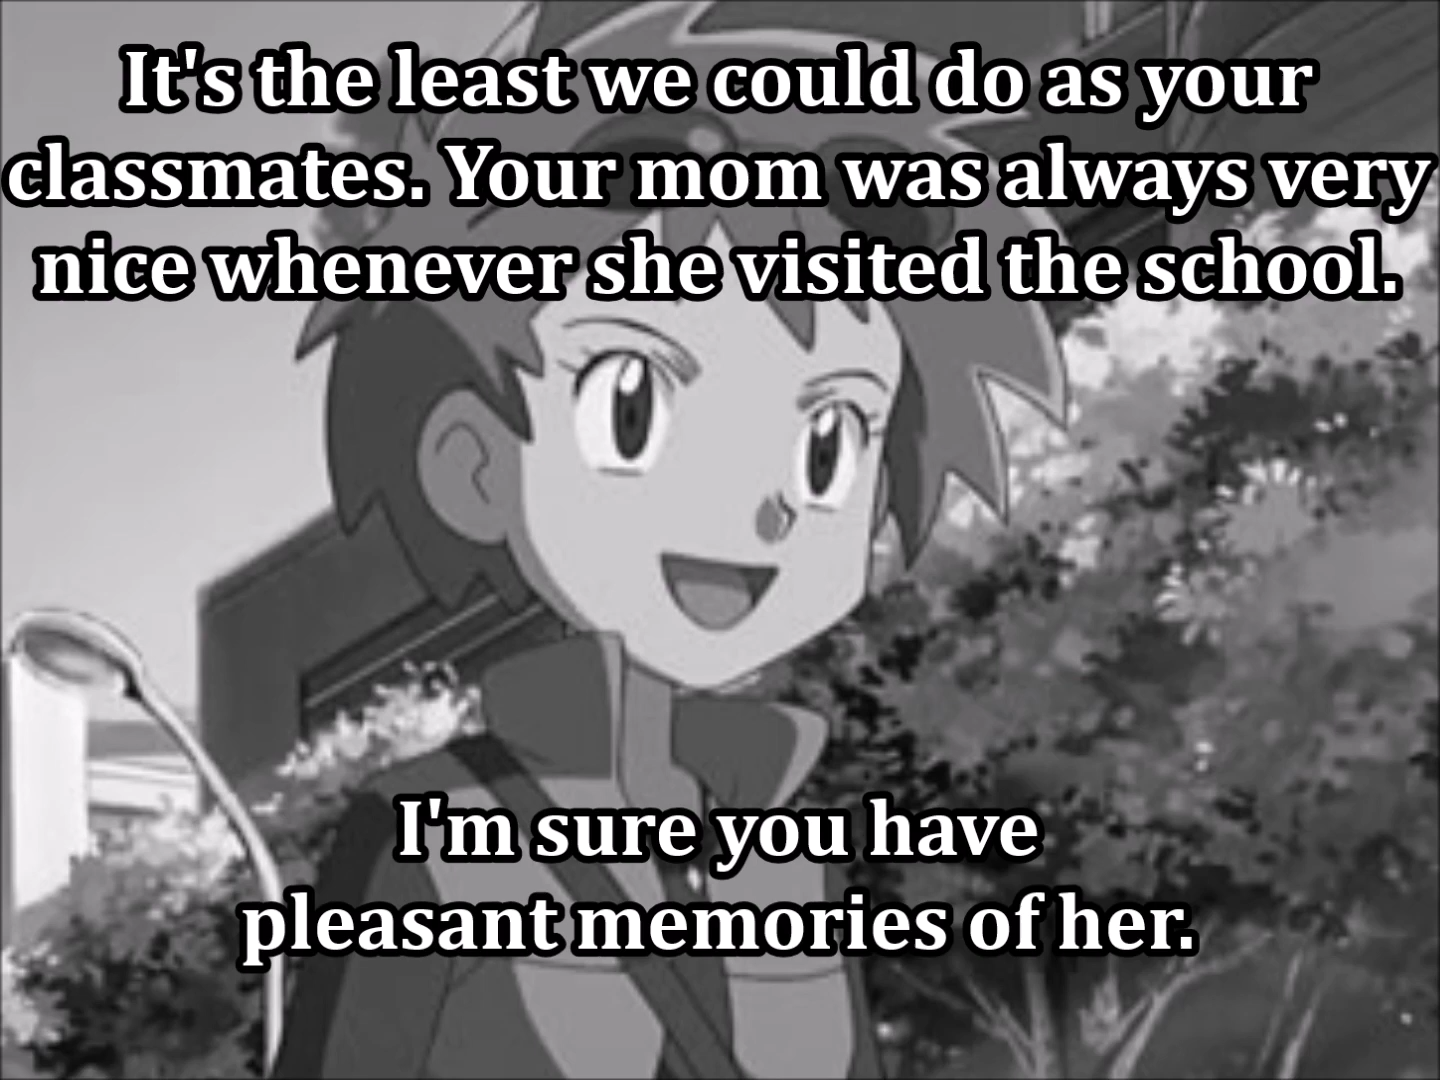 It's the least we could do as your
classmates. Your mom was always very
nice whenever she visited the school.
I'm sure you have
pleasant memories of her.